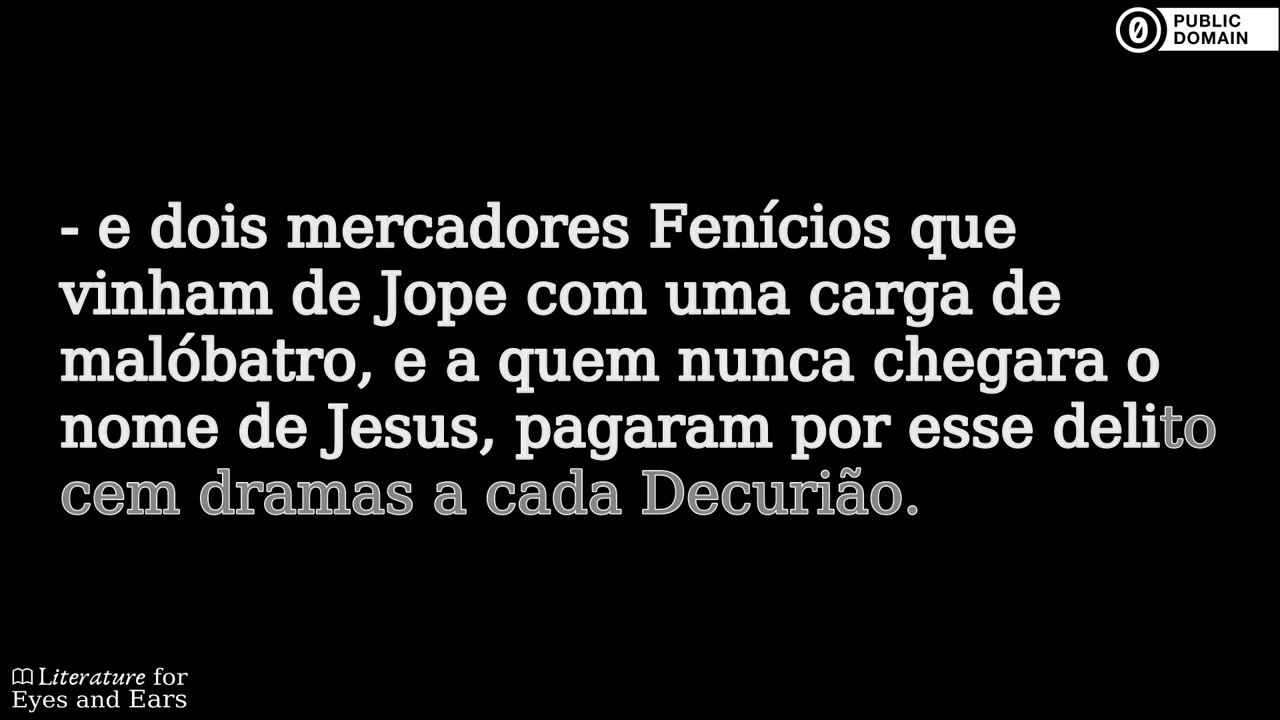 PUBLIC
DOMAIN
- e dois mercadores Fenícios que
vinham de Jope com uma carga de
malóbatro, e a quem nunca chegara o
nome de Jesus, pagaram por esse delito
cem dramas a cada Decurião.
Literature for
Eyes and Ears